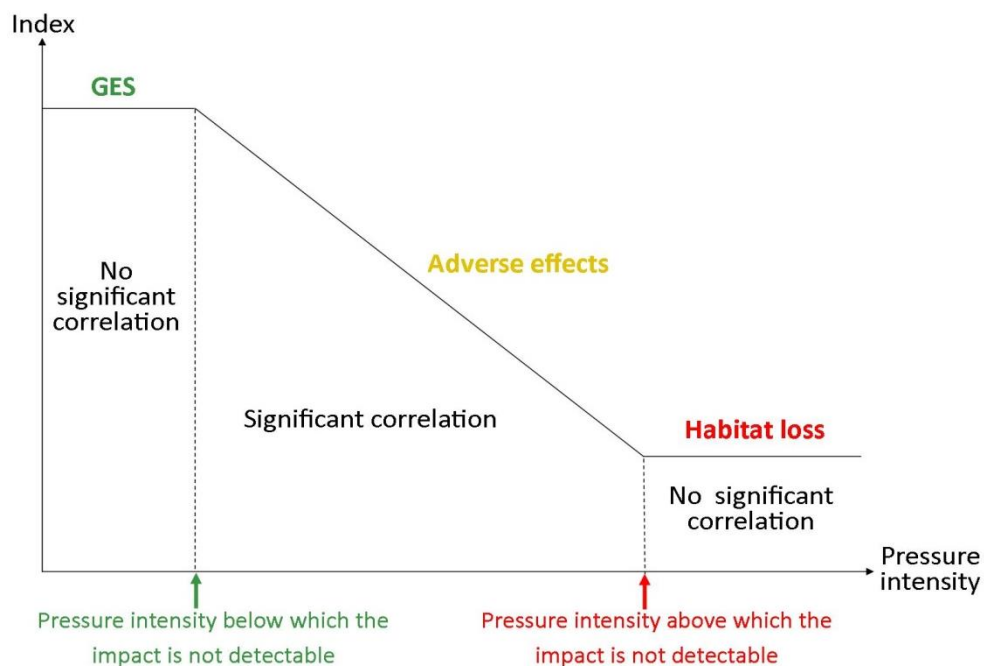 Index
GES
No
significant
correlation
Adverse effects
Significant correlation
Habitat loss
No significant
correlation
Pressure
intensity
Pressure intensity below which the
impact is not detectable
Pressure intensity above which the
impact is not detectable